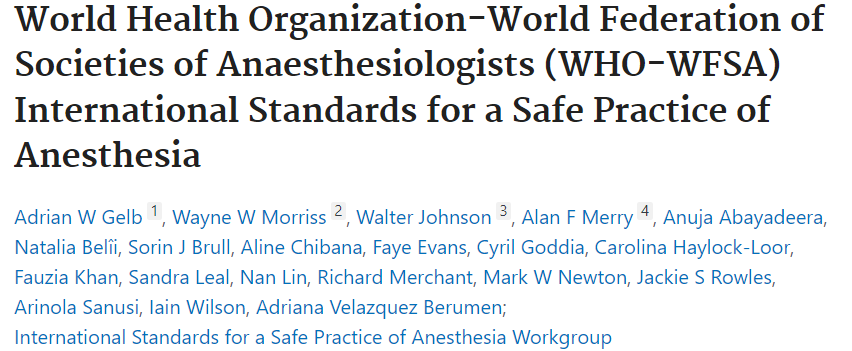 World Health Organization-World Federation of
Societies of Anaesthesiologists (WHO-WFSA)
International Standards for a Safe Practice of
Anesthesia
Adrian W Gelb 1, Wayne W Morriss 2, Walter Johnson 3, Alan F Merry 4, Anuja Abayadeera,
Natalia Belîi, Sorin J Brull, Aline Chibana, Faye Evans, Cyril Goddia, Carolina Haylock-Loor,
Fauzia Khan, Sandra Leal, Nan Lin, Richard Merchant, Mark W Newton, Jackie S Rowles,
Arinola Sanusi, Iain Wilson, Adriana Velazquez Berumen;
International Standards for a Safe Practice of Anesthesia Workgroup